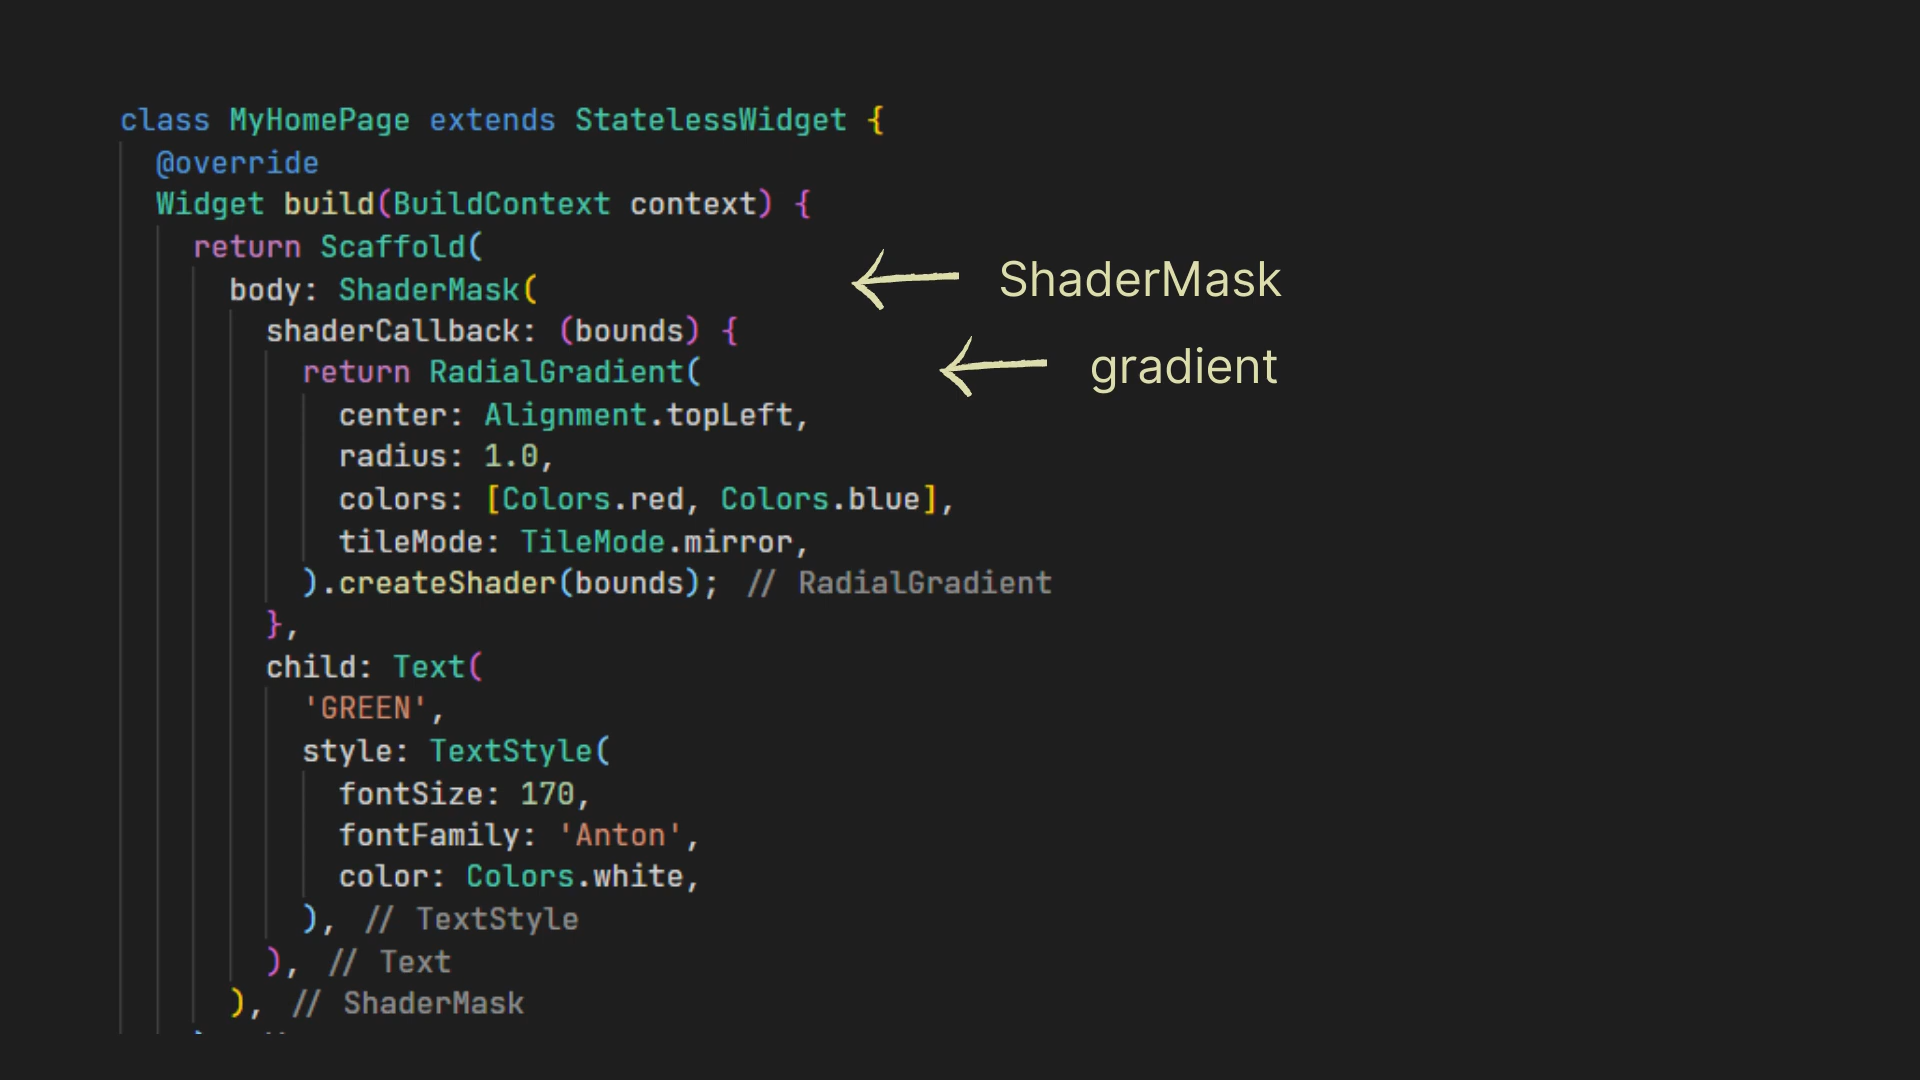 class MyHomePage extends StatelessWidget {
@override
Widget build(BuildContext context) {
return Scaffold(
body: ShaderMask(
ShaderMask
shaderCallback: (bounds) {
return RadialGradient(
gradient
center: Alignment.topLeft,
radius: 1.0,
colors: [Colors.red, Colors.blue],
tileMode: TileMode.mirror,
).createShader(bounds); // RadialGradient
},
child: Text(
'GREEN',
style: TextStyle(
fontSize: 170,
fontFamily: 'Anton',
color: Colors.white,
), // TextStyle
), // Text
), // ShaderMask